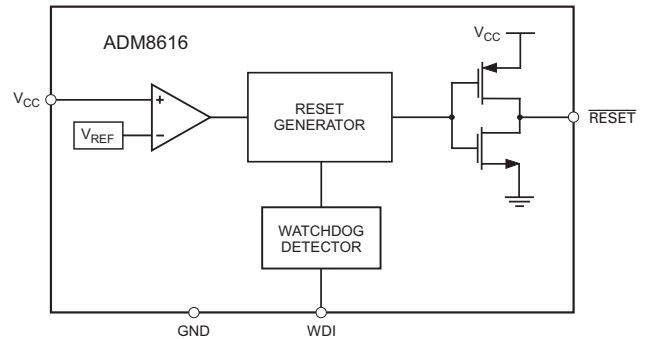 ADM8616
VCC
VCC
+
VREF
−
RESET
GENERATOR
RESET
WATCHDOG
DETECTOR
GND
WDI